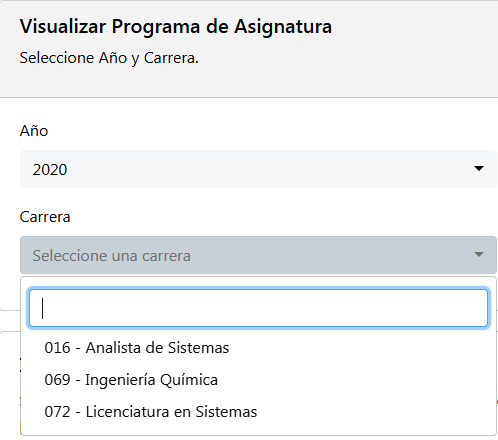 Visualizar Programa de Asignatura
Seleccione Año y Carrera.
Año
2020
Carrera
Seleccione una carrera
016 - Analista de Sistemas
069 - Ingeniería Química
072 - Licenciatura en Sistemas